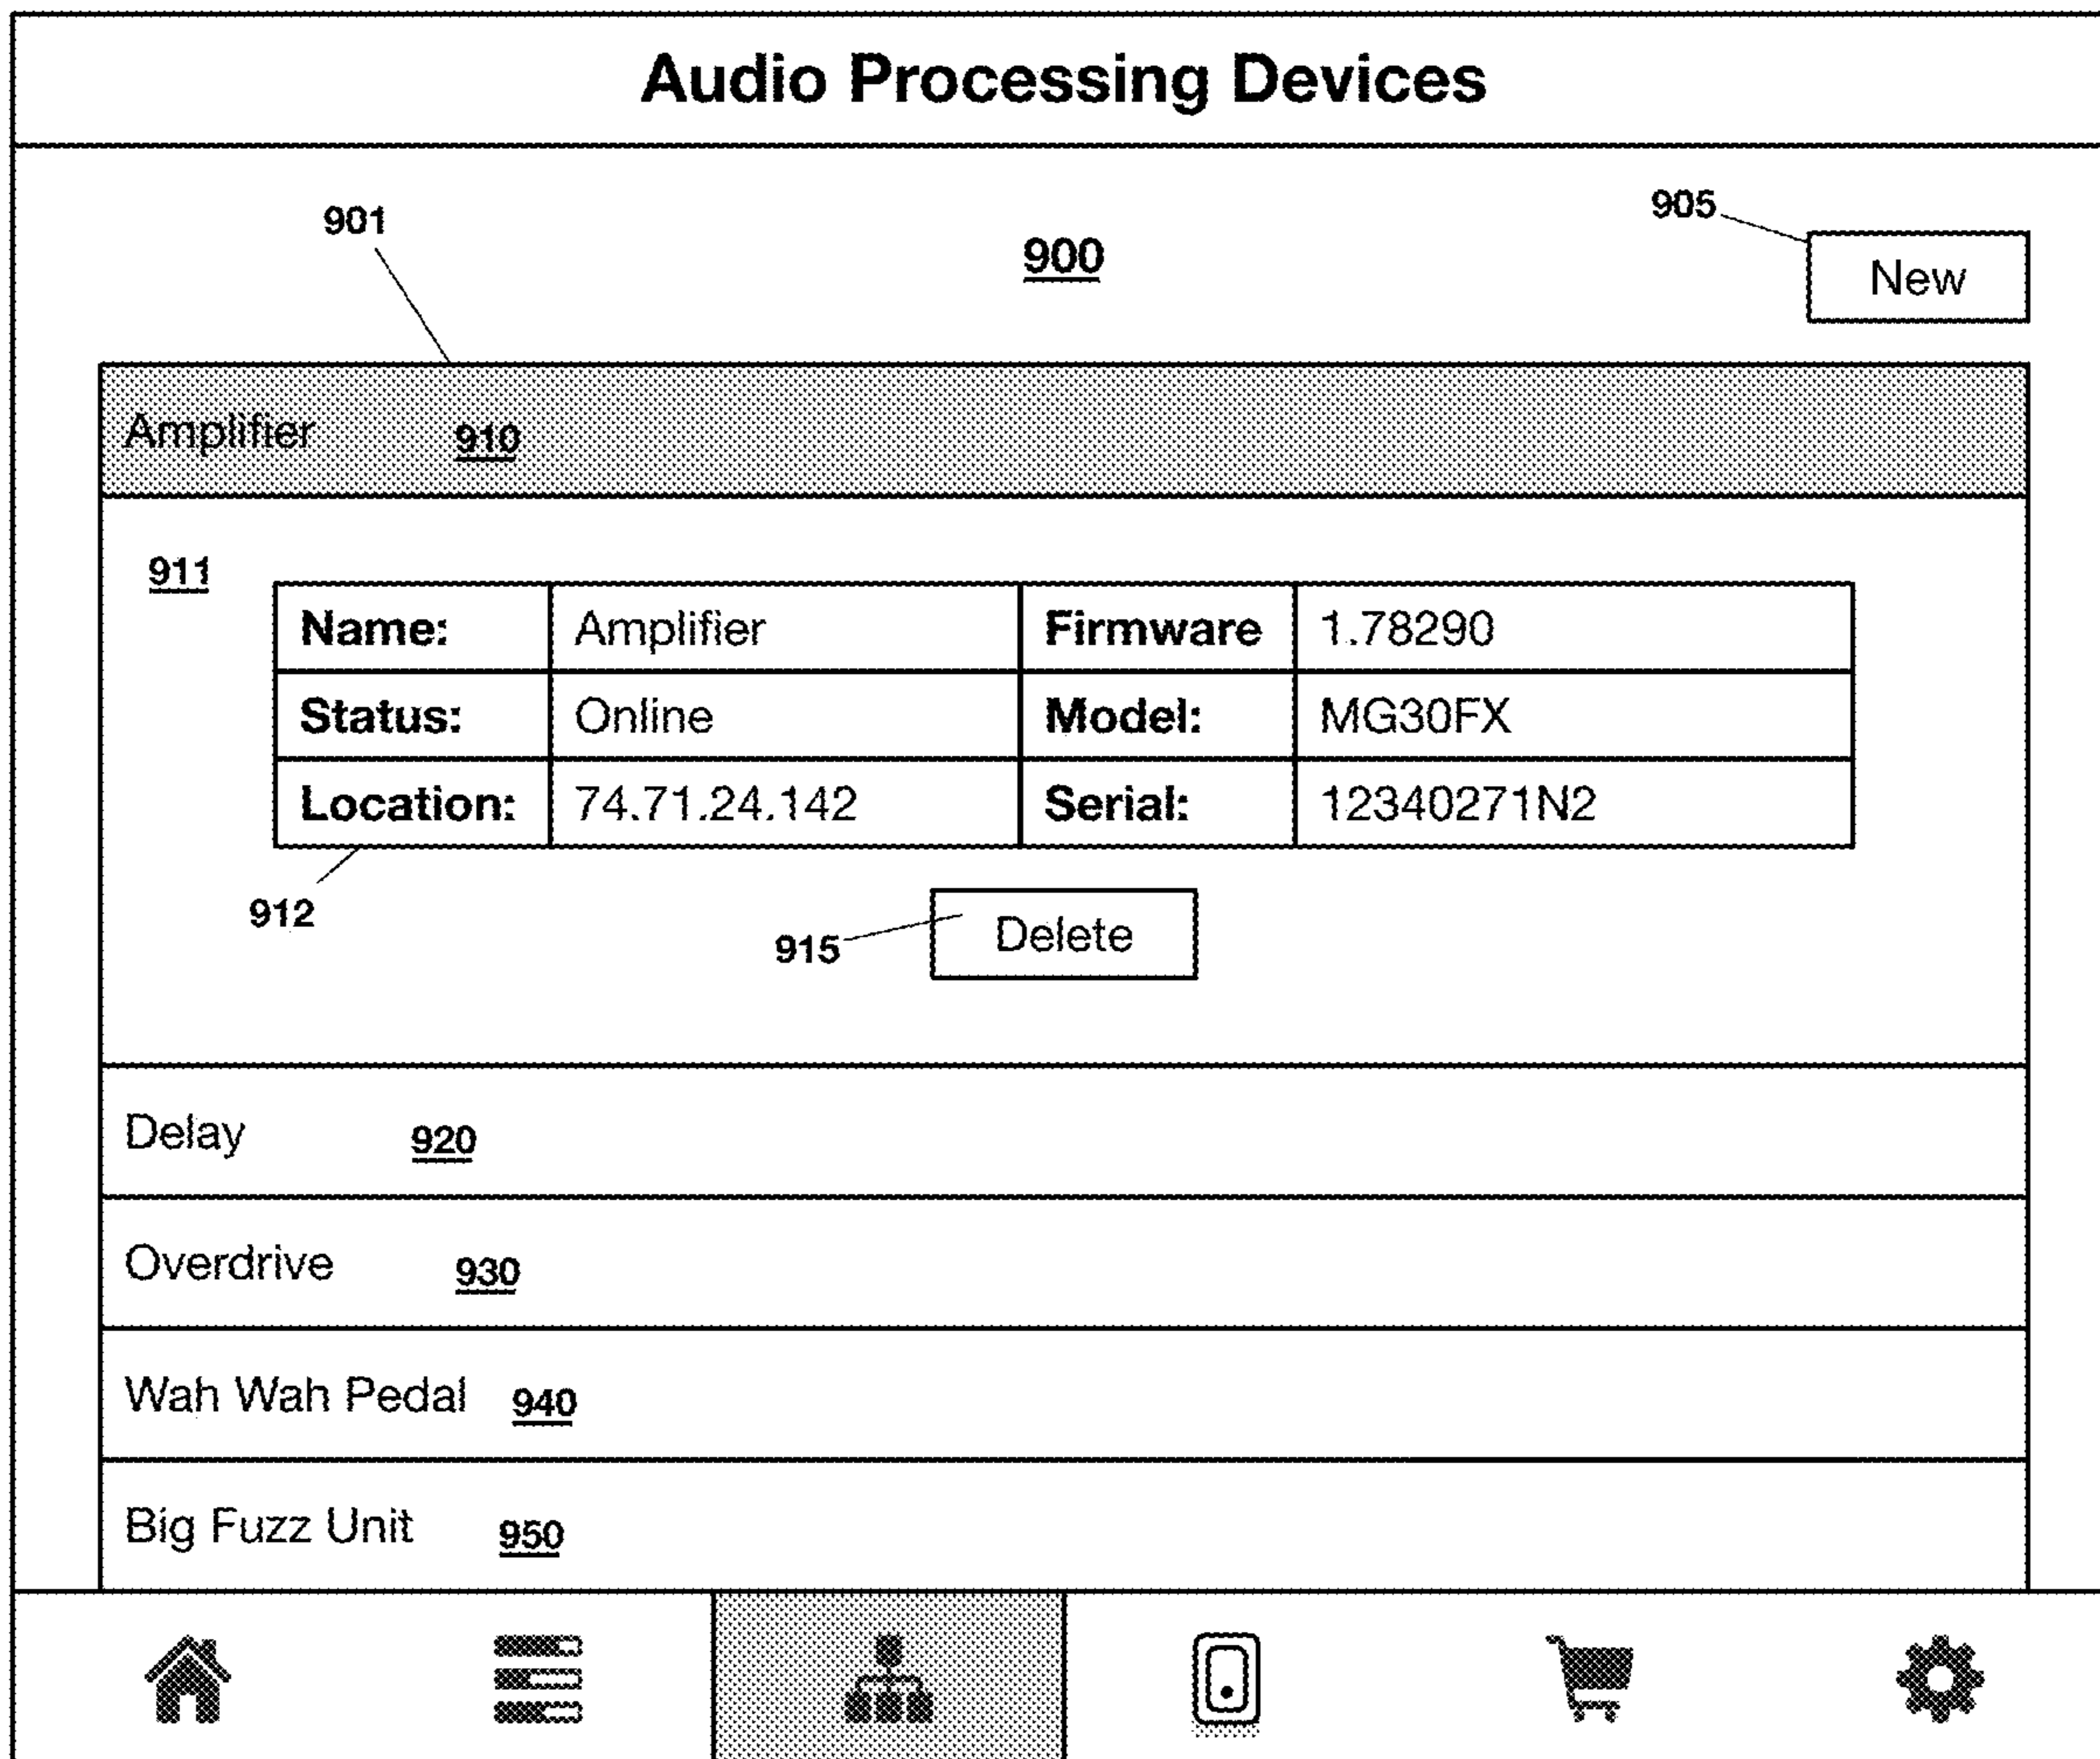 Audio Processing Devices
901
900
905
New
Amplifier 910
911
Name: Amplifier Firmware 1.78290
Status: Online Model: MG30FX
Location: 74.71.24.142 Serial: 12340271N2
912
915
Delete
Delay 920
Overdrive 930
Wah Wah Pedal 940
Big Fuzz Unit 950